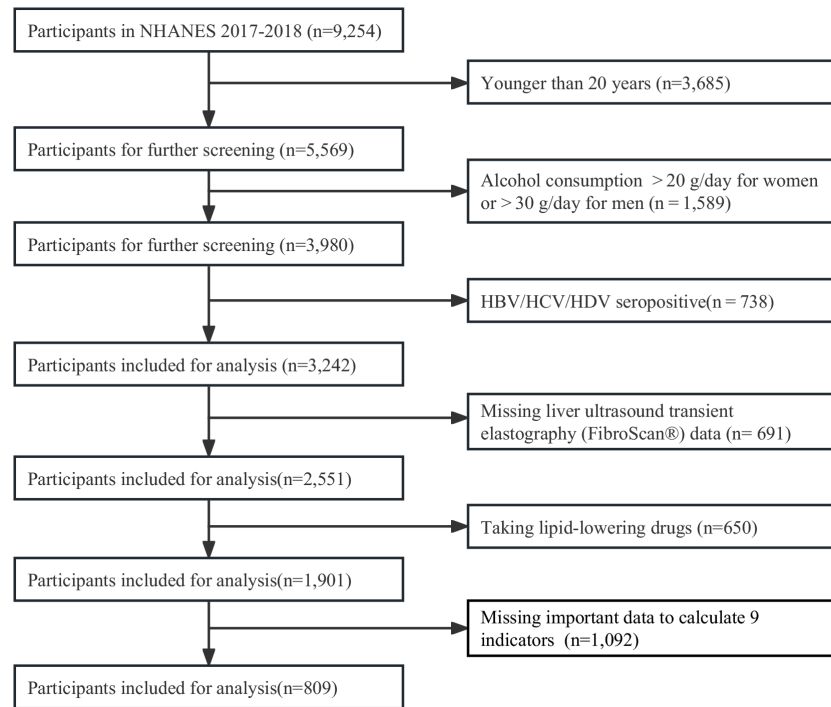 Participants in NHANES 2017-2018 (n=9,254)
Younger than 20 years (n=3,685)
Participants for further screening (n=5,569)
Alcohol consumption  > 20 g/day for women
or > 30 g/day for men (n = 1,589)
Participants for further screening (n=3,980)
HBV/HCV/HDV seropositive(n = 738)
Participants included for analysis (n=3,242)
Missing liver ultrasound transient
elastography (FibroScan®) data (n= 691)
Participants included for analysis(n=2,551)
Taking lipid-lowering drugs (n=650)
Participants included for analysis(n=1,901)
Missing important data to calculate 9
indicators  (n=1,092)
Participants included for analysis(n=809)